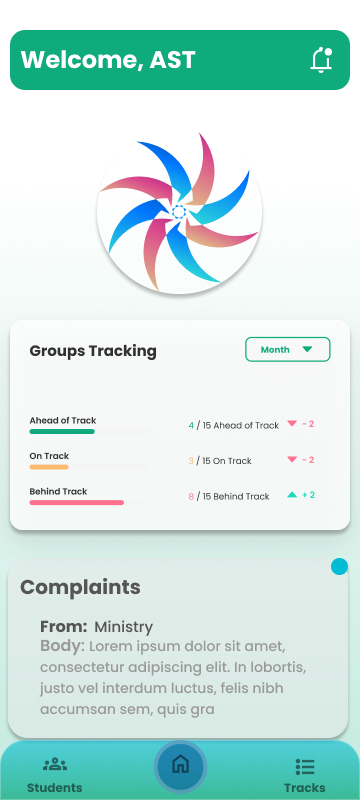 Welcome, AST
Groups Tracking
Month
Ahead of Track
4 / 15 Ahead of Track
- 2
On Track
3 / 15 On Track
- 2
Behind Track
8 / 15 Behind Track
+ 2
Complaints
From: Ministry
Body: Lorem ipsum dolor sit amet,
consectetur adipiscing elit. In lobortis,
justo vel interdum luctus, felis nibh
accumsan sem, quis gra
Students
Tracks